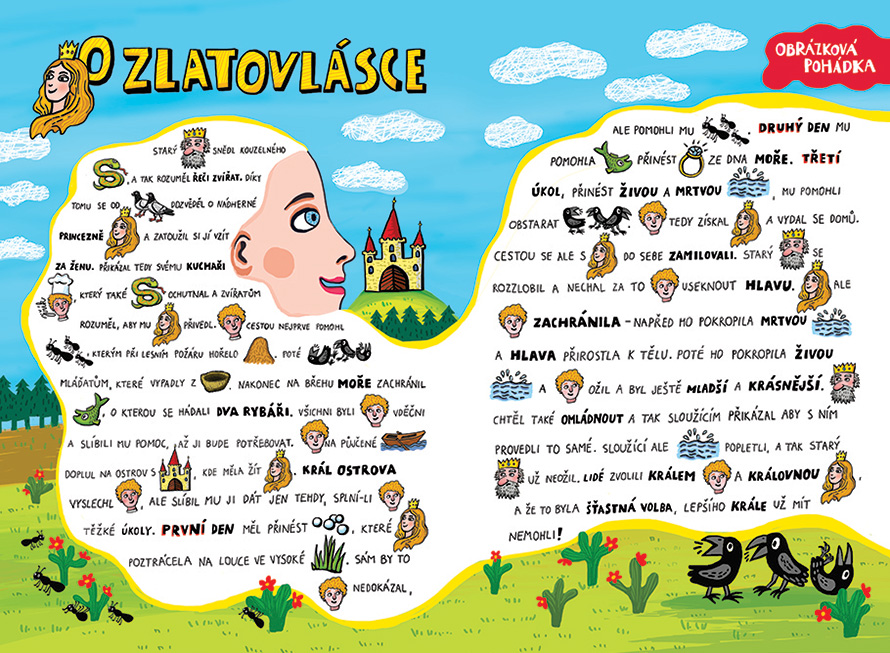 O ZLATOVLÁSCE
OBRÁZKOVÁ
POHÁDKA
STARÝ SNĚDL KOUZELNÉHO
, A TAK ROZUMĚL ŘEČI ZVÍŘAT. DÍKY
TOMU SE OD DOZVĚDĚL O NÁDHERNÉ
PRINCEZNĚ A ZATOUŽIL SI JÍ VZÍT
ZA ŽENU. PŘIKÁZAL TEDY SVÉMU KUCHAŘI
KTERÝ TAKÉ OCHUTNAL A ZVÍŘATŮM
ROZUMĚL, ABY MU PŘIVEDL. CESTOU NEJPRVE POMOHL
, KTERÝM PŘI LESNÍM POŽÁRU HOŘELO . POTÉ
MLÁĎATŮM, KTERÉ VYPADLY Z . NAKONEC NA BŘEHU MOŘE ZACHRÁNIL
, O KTEROU SE HÁDALI DVA RYBÁŘI. VŠICHNI BYLI VDĚČNI
A SLÍBILI MU POMOC, AŽ JI BUDE POTŘEBOVAT. NA PŮJČENÉ
DOPLUL NA OSTROV S , KDE MĚLA ŽÍT . KRÁL OSTROVA
VYSLECHL , ALE SLÍBIL MU JI DÁT JEN TEHDY, SPLNÍ-LI
TĚŽKÉ ÚKOLY. PRVNÍ DEN MĚL PŘINÉST , KTERÉ
POZTRÁCELA NA LOUCE VE VYSOKÉ . SÁM BY TO
NEDOKÁZAL,
ALE POMOHLI MU . DRUHÝ DEN MU
POMOHLA PŘINÉST ZE DNA MOŘE. TŘETÍ
ÚKOL, PŘINÉST ŽIVOU A MRTVOU , MU POMOHLI
OBSTARAT TEDY ZÍSKAL A VYDAL SE DOMŮ.
CESTOU SE ALE S DO SEBE ZAMILOVALI. STARÝ SE
ROZZLOBIL A NECHAL ZA TO USEKNOUT HLAVU. ALE
ZACHRÁNILA – NAPŘED HO POKROPILA MRTVOU
A HLAVA PŘIROSTLA K TĚLU. POTÉ HO POKROPILA ŽIVOU
A OŽIL A BYL JEŠTĚ MLADŠÍ A KRÁSNĚJŠÍ.
CHTĚL TAKÉ OMLÁDNOUT A TAK SLOUŽÍCÍM PŘIKÁZAL ABY S NÍM
PROVEDLI TO SAMÉ. SLOUŽÍCÍ ALE POPLETLI, A TAK STARÝ
UŽ NEOŽIL. LIDÉ ZVOLILI KRÁLEM A KRÁLOVNOU ,
A ŽE TO BYLA ŠŤASTNÁ VOLBA, LEPŠÍHO KRÁLE UŽ MÍT
NEMOHLI!